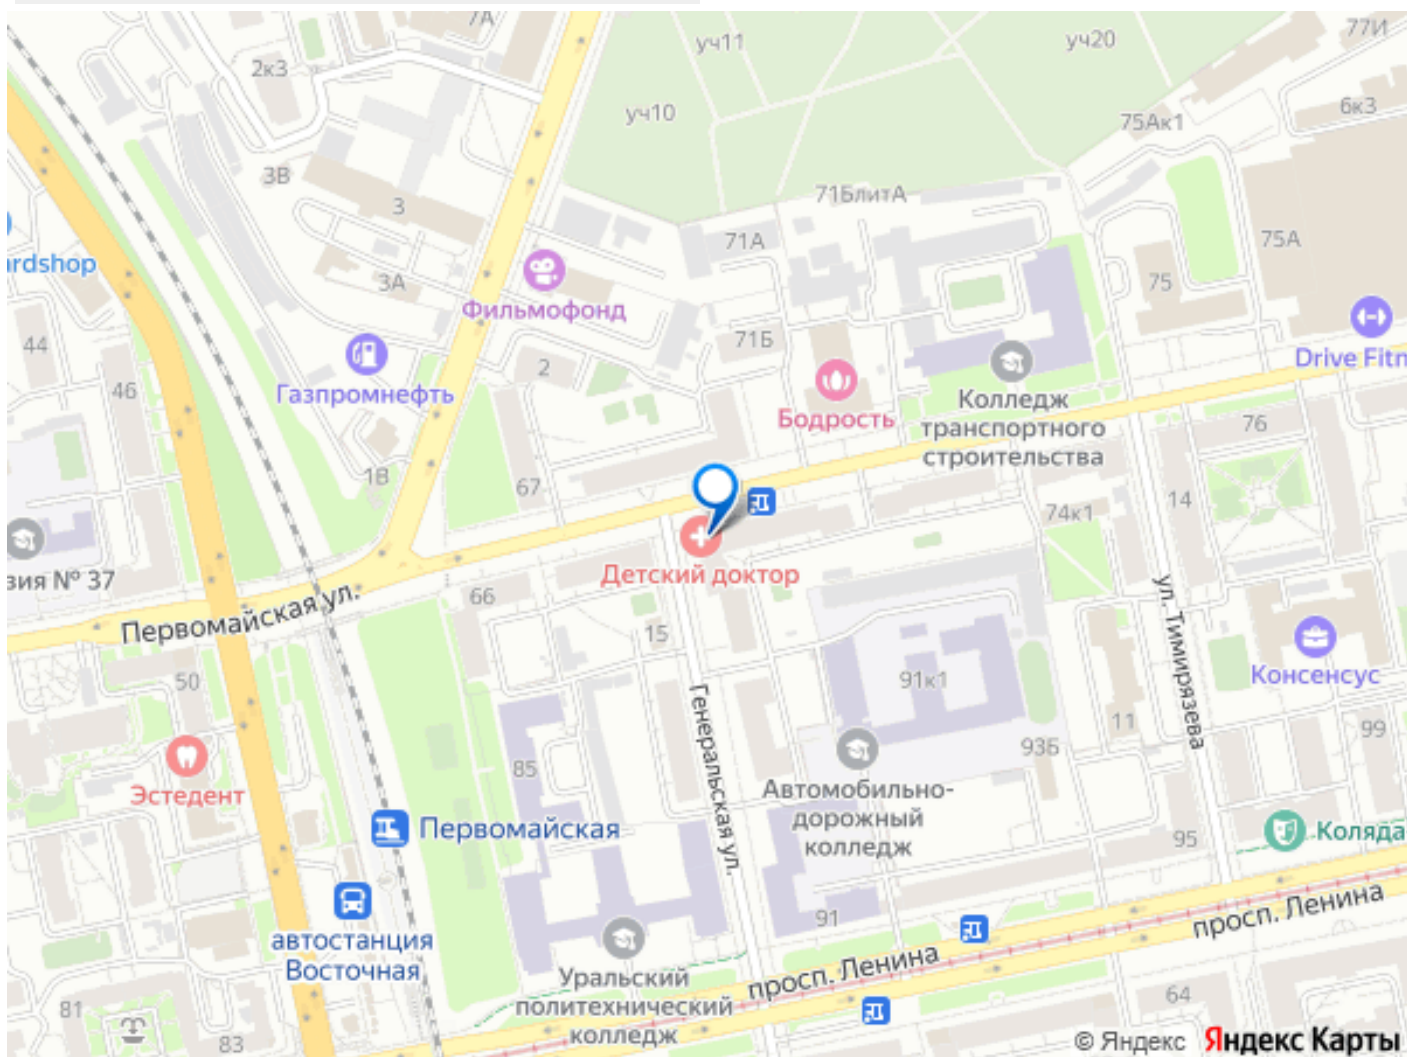 7А
уч11
уч20
77И
2к3
уч10
75Ак1
6к3
3В
3
71БлитА
71А
75А
rdshop
3А
75
Фильмофонд
44
71Б
Drive Fitn
46
Газпромнефть
2
Бодрость
Колледж
транспортного
строительства
76
1В
67
14
74к1
зия № 37
Детский доктор
Первомайская ул.
66
15
ул. Тимирязева
Консенсус
50
91к1
Генеральская ул.
11
99
93Б
Эстедент
85
Автомобильно-
дорожный
колледж
Первомайская
95
Коляда
автостанция
Восточная
91
просп. Ленина
просп. Ленина
Уральский
политехнический
колледж
64
81
83
© Яндекс Яндекс Карты